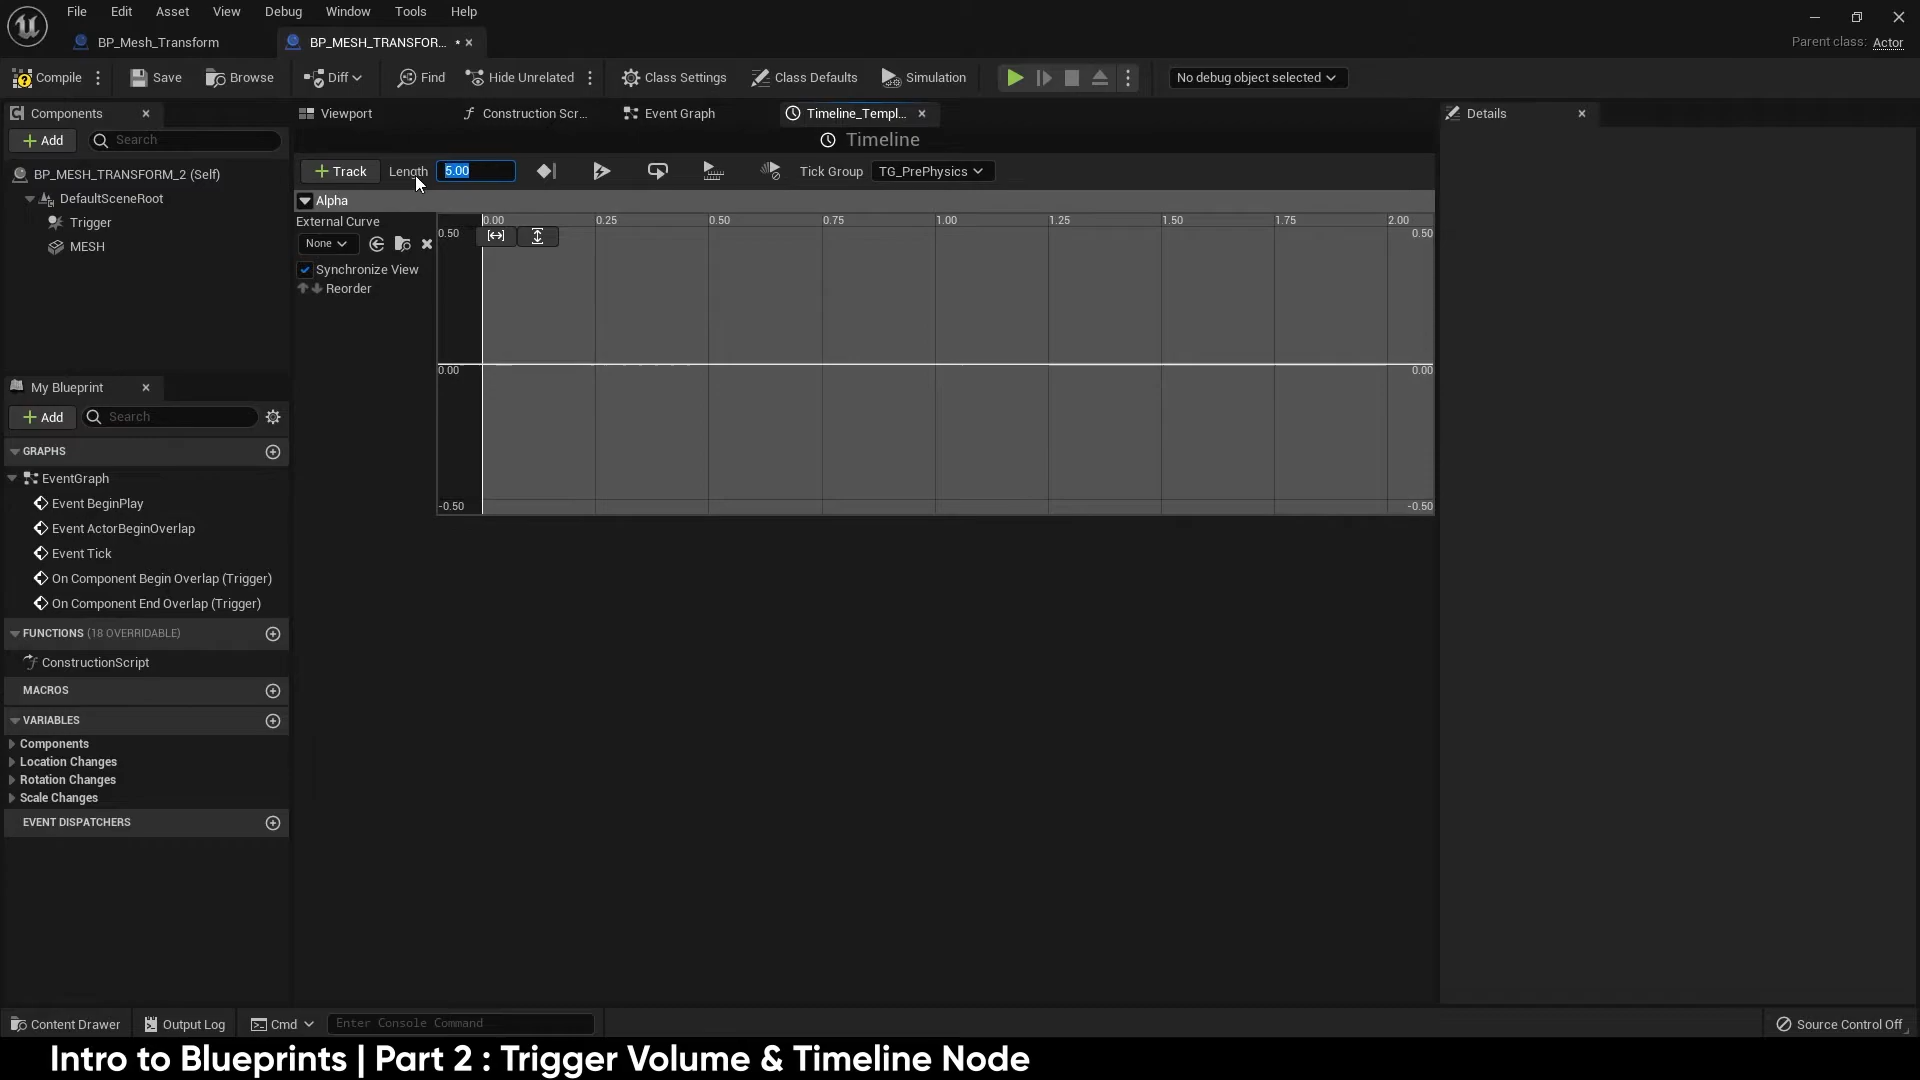 File Edit Asset View Debug Window Tools Help
BP_Mesh_Transform BP_MESH_TRANSFOR... *
Parent class: Actor
Compile Save Browse Diff Find Hide Unrelated Class Settings Class Defaults Simulation No debug object selected
Components Viewport Construction Scr... Event Graph Timeline_Templ... Details
Add Search
Timeline
Track Length 5.00 Tick Group TG_PrePhysics
BP_MESH_TRANSFORM_2 (Self)
DefaultSceneRoot
Trigger
MESH
Alpha
External Curve
None
Synchronize View
Reorder
0.00 0.25 0.50 0.75 1.00 1.25 1.50 1.75 2.00
0.50 0.50
0.00 0.00
-0.50 -0.50
My Blueprint
Add Search
GRAPHS
EventGraph
Event BeginPlay
Event ActorBeginOverlap
Event Tick
On Component Begin Overlap (Trigger)
On Component End Overlap (Trigger)
FUNCTIONS (18 OVERRIDABLE)
ConstructionScript
MACROS
VARIABLES
Components
Location Changes
Rotation Changes
Scale Changes
EVENT DISPATCHERS
Content Drawer Output Log Cmd Enter Console Command Source Control Off
Intro to Blueprints | Part 2 : Trigger Volume & Timeline Node